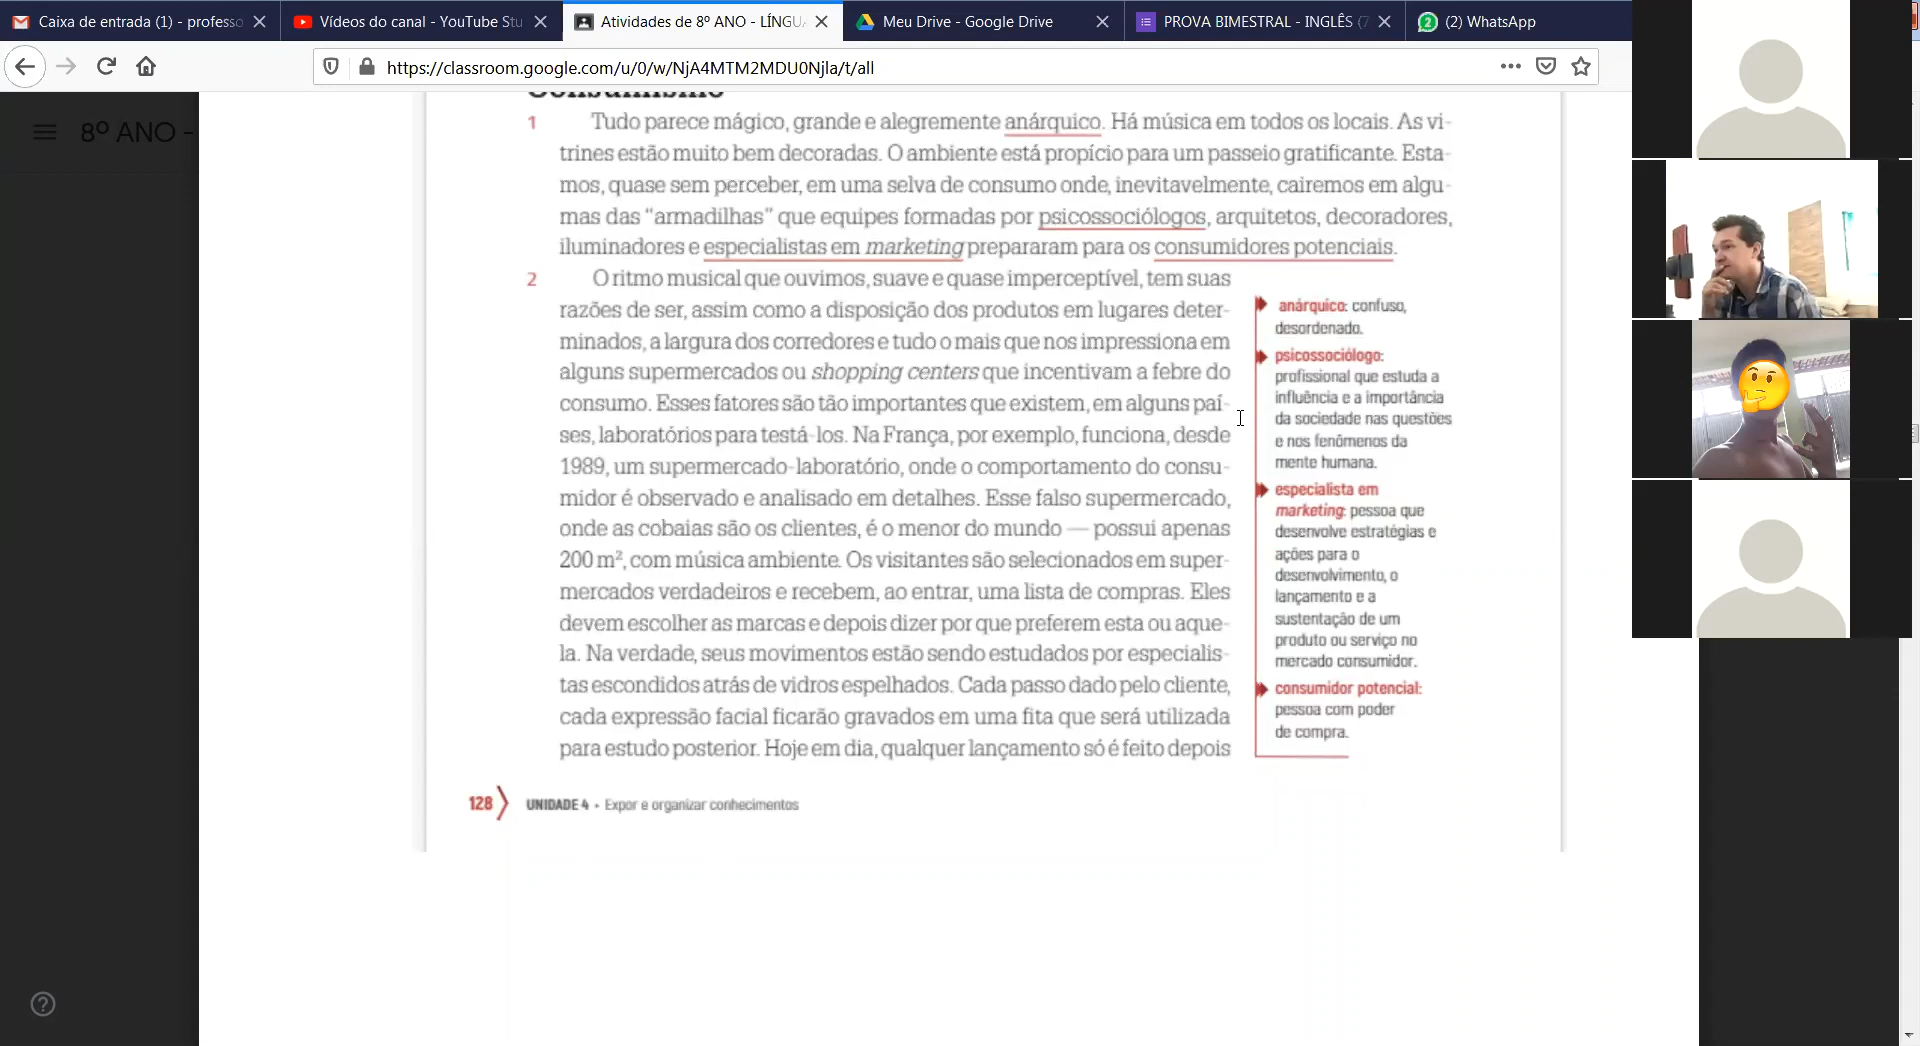 Caixa de entrada (1) - professo
Vídeos do canal - YouTube Stu
Atividades de 8º ANO - LÍNGUA
Meu Drive - Google Drive
PROVA BIMESTRAL - INGLÊS (7
2 (2) WhatsApp
https://classroom.google.com/u/0/w/NjA4MTM2MDU0Njla/t/all
8º ANO -
Consumismo
1 Tudo parece mágico, grande e alegremente anárquico. Há música em todos os locais. As vi-
trines estão muito bem decoradas. O ambiente está propício para um passeio gratificante. Esta-
mos, quase sem perceber, em uma selva de consumo onde, inevitavelmente, cairemos em algu-
mas das “armadilhas” que equipes formadas por psicossociólogos, arquitetos, decoradores,
iluminadores e especialistas em marketing prepararam para os consumidores potenciais.
2 O ritmo musical que ouvimos, suave e quase imperceptível, tem suas
razões de ser, assim como a disposição dos produtos em lugares deter-
minados, a largura dos corredores e tudo o mais que nos impressiona em
alguns supermercados ou shopping centers que incentivam a febre do
consumo. Esses fatores são tão importantes que existem, em alguns paí-
ses, laboratórios para testá-los. Na França, por exemplo, funciona, desde
1989, um supermercado-laboratório, onde o comportamento do consu-
midor é observado e analisado em detalhes. Esse falso supermercado,
onde as cobaias são os clientes, é o menor do mundo — possui apenas
200 m², com música ambiente. Os visitantes são selecionados em super-
mercados verdadeiros e recebem, ao entrar, uma lista de compras. Eles
devem escolher as marcas e depois dizer por que preferem esta ou aque-
la. Na verdade, seus movimentos estão sendo estudados por especialis-
tas escondidos atrás de vidros espelhados. Cada passo dado pelo cliente,
cada expressão facial ficarão gravados em uma fita que será utilizada
para estudo posterior. Hoje em dia, qualquer lançamento só é feito depois
anárquico: confuso,
desordenado.
psicossociólogo:
profissional que estuda a
influência e a importância
da sociedade nas questões
e nos fenômenos da
mente humana.
especialista em
marketing: pessoa que
desenvolve estratégias e
ações para o
desenvolvimento, o
lançamento e a
sustentação de um
produto ou serviço no
mercado consumidor.
consumidor potencial:
pessoa com poder
de compra.
128 UNIDADE 4 • Expor e organizar conhecimentos